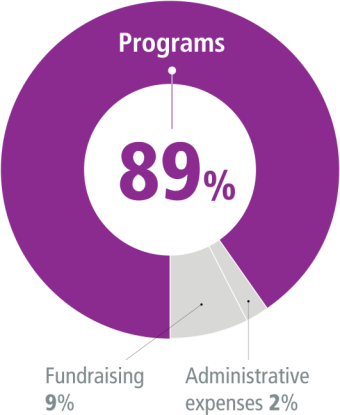 Programs
89%
Fundraising
9%
Administrative
expenses 2%